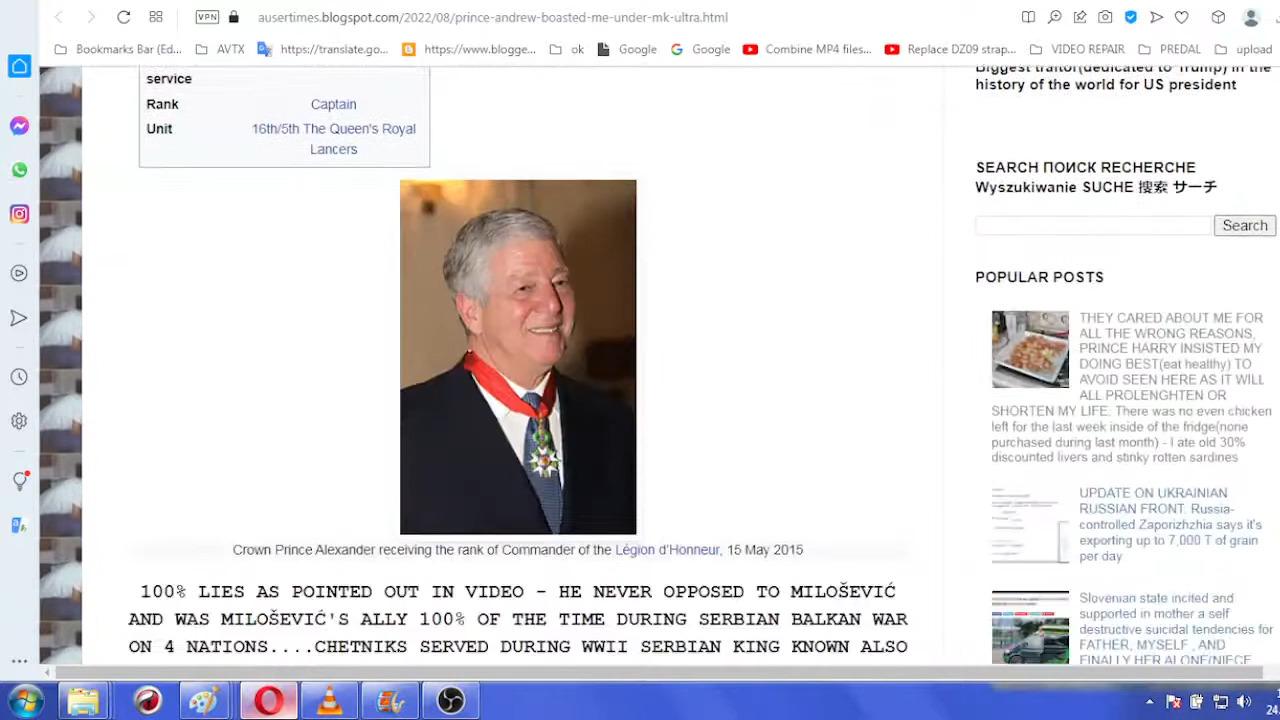 VPN
ausertimes.blogspot.com/2022/08/prince-andrew-boasted-me-under-mk-ultra.html
Bookmarks Bar (Ed... AVTX https://translate.go... https://www.blogge... ok Google Google Combine MP4 files... Replace DZ09 strap... VIDEO REPAIR PREDAL upload
service
Rank Captain
Unit 16th/5th The Queen's Royal
Lancers
Crown Prince Alexander receiving the rank of Commander of the Légion d'Honneur, 15 May 2015
100% LIES AS POINTED OUT IN VIDEO - HE NEVER OPPOSED TO MILOŠEVIĆ
AND WAS MILOŠEVIĆ'S ALLY 100% OF THE TIME DURING SERBIAN BALKAN WAR
ON 4 NATIONS....CHETNIKS RERVED DURING WWII SERBIAN KING KNOWN ALSO
Biggest traitor(dedicated to Trump) in the
history of the world for US president
SEARCH ПОИСК RECHERCHE
Wyszukiwanie SUCHE 搜索 サーチ
Search
POPULAR POSTS
THEY CARED ABOUT ME FOR
ALL THE WRONG REASONS,
PRINCE HARRY INSISTED MY
DOING BEST(eat healthy) TO
AVOID SEEN HERE AS IT WILL
ALL PROLENGHTEN OR
SHORTEN MY LIFE. There was no even chicken
left for the last week inside of the fridge(none
purchased during last month) - I ate old 30%
discounted livers and stinky rotten sardines
UPDATE ON UKRAINIAN
RUSSIAN FRONT. Russia-
controlled Zaporizhzhia says it's
exporting up to 7,000 T of grain
per day
Slovenian state incited and
supported in mother a self
destructive suicidal tendencies for
FATHER, MYSELF , AND
FINALLY HER ALONE/NIECE
24